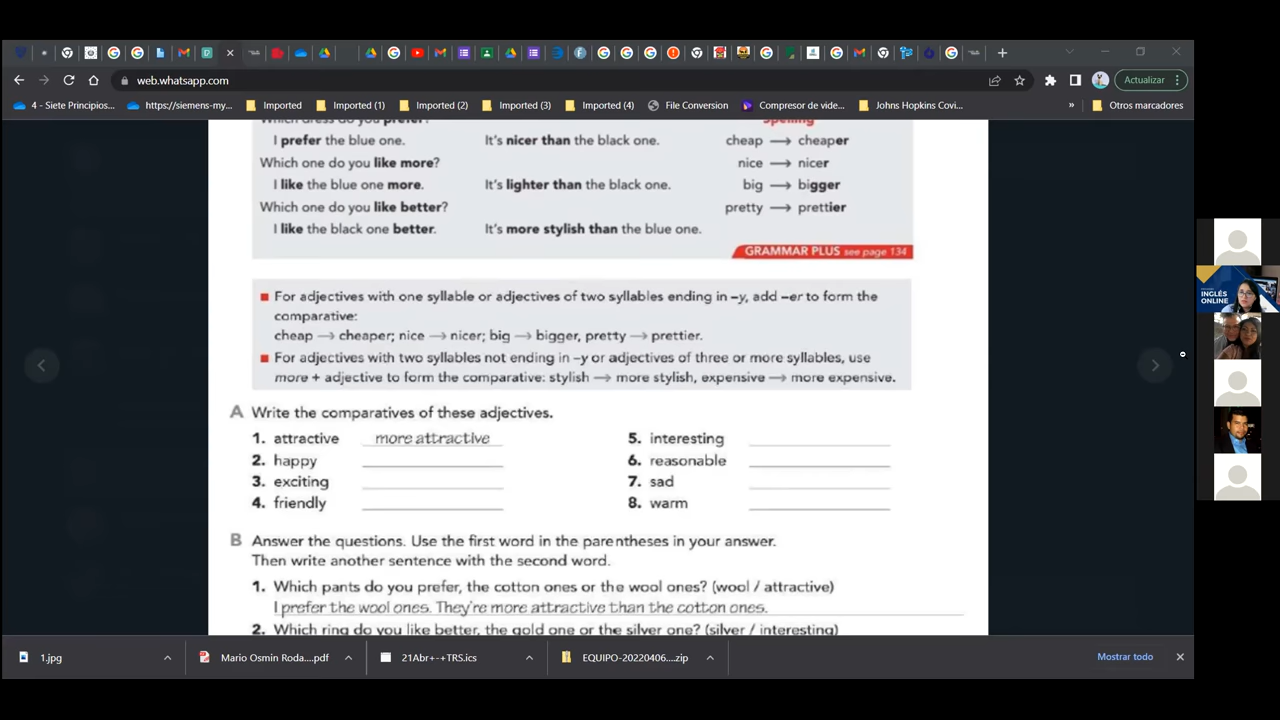 web.whatsapp.com
Actualizar
4 - Siete Principios...
https://siemens-my...
Imported
Imported (1)
Imported (2)
Imported (3)
Imported (4)
File Conversion
Compresor de vide...
Johns Hopkins Covi...
»
Otros marcadores
Which dress do you prefer?
Spelling
I prefer the blue one. It's nicer than the black one. cheap → cheaper
Which one do you like more? nice → nicer
I like the blue one more. It's lighter than the black one. big → bigger
Which one do you like better? pretty → prettier
I like the black one better. It's more stylish than the blue one.
GRAMMAR PLUS see page 134
■ For adjectives with one syllable or adjectives of two syllables ending in –y, add –er to form the
comparative:
cheap → cheaper; nice → nicer; big → bigger, pretty → prettier.
■ For adjectives with two syllables not ending in –y or adjectives of three or more syllables, use
more + adjective to form the comparative: stylish → more stylish, expensive → more expensive.
A Write the comparatives of these adjectives.
1. attractive more attractive 5. interesting
2. happy 6. reasonable
3. exciting 7. sad
4. friendly 8. warm
B Answer the questions. Use the first word in the parentheses in your answer.
Then write another sentence with the second word.
1. Which pants do you prefer, the cotton ones or the wool ones? (wool / attractive)
I prefer the wool ones. They're more attractive than the cotton ones.
2. Which ring do you like better, the gold one or the silver one? (silver / interesting)
INGLÉS
ONLINE
1.jpg
Mario Osmin Roda....pdf
21Abr+-+TRS.ics
EQUIPO-20220406....zip
Mostrar todo